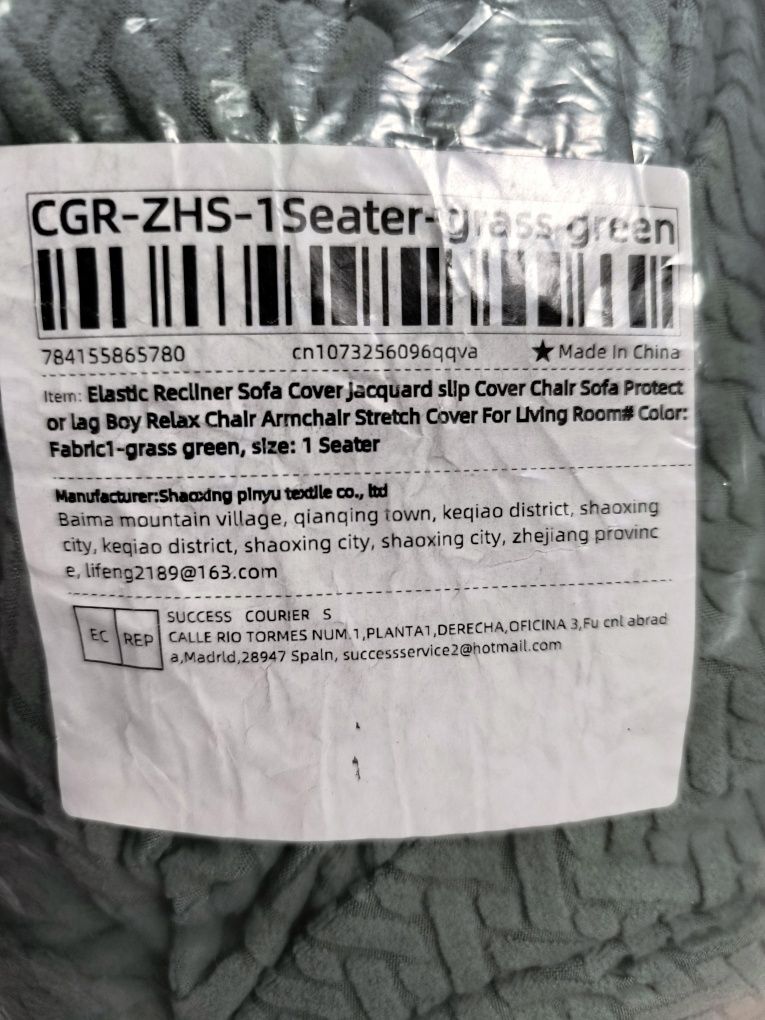 CGR-ZHS-1Seater-grass green
784155865780 cn1073256096qqva ★ Made In China
Item: Elastic Recliner Sofa Cover Jacquard slip Cover Chair Sofa Protect
or lag Boy Relax Chair Armchair Stretch Cover For Living Room# Color:
Fabric1-grass green, size: 1 Seater
Manufacturer:Shaoxing pinyu textile co., ltd
Baima mountain village, qianqing town, keqiao district, shaoxing
city, keqiao district, shaoxing city, shaoxing city, zhejiang provinc
e, lifeng2189@163.com
EC REP
SUCCESS COURIER S
CALLE RIO TORMES NUM.1,PLANTA1,DERECHA,OFICINA 3,Fu cnl abrad
a,Madrid,28947 Spain, successservice2@hotmail.com